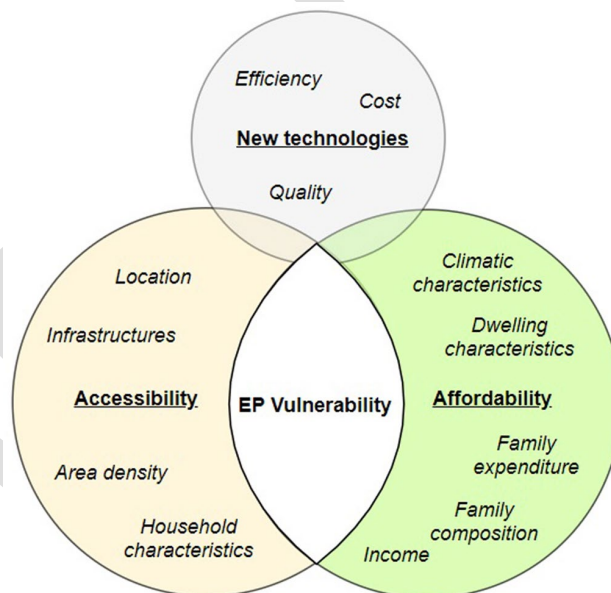 Efficiency
Cost
New technologies
Quality
Location
Infrastructures
Accessibility
Area density
Household
characteristics
EP Vulnerability
Climatic
characteristics
Dwelling
characteristics
Affordability
Family
expenditure
Family
composition
Income